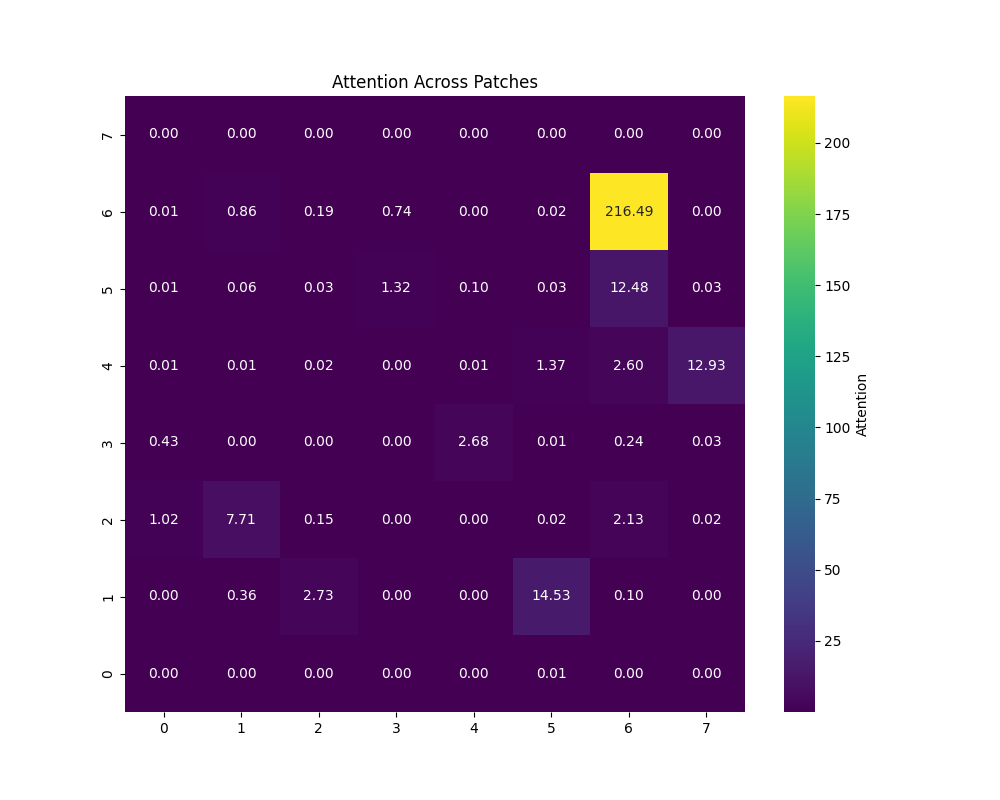 Attention Across Patches
7 0.00 0.00 0.00 0.00 0.00 0.00 0.00 0.00
6 0.01 0.86 0.19 0.74 0.00 0.02 216.49 0.00
5 0.01 0.06 0.03 1.32 0.10 0.03 12.48 0.03
4 0.01 0.01 0.02 0.00 0.01 1.37 2.60 12.93
3 0.43 0.00 0.00 0.00 2.68 0.01 0.24 0.03
2 1.02 7.71 0.15 0.00 0.00 0.02 2.13 0.02
1 0.00 0.36 2.73 0.00 0.00 14.53 0.10 0.00
0 0.00 0.00 0.00 0.00 0.00 0.01 0.00 0.00
0 1 2 3 4 5 6 7
200
175
150
125
100
75
50
25
Attention